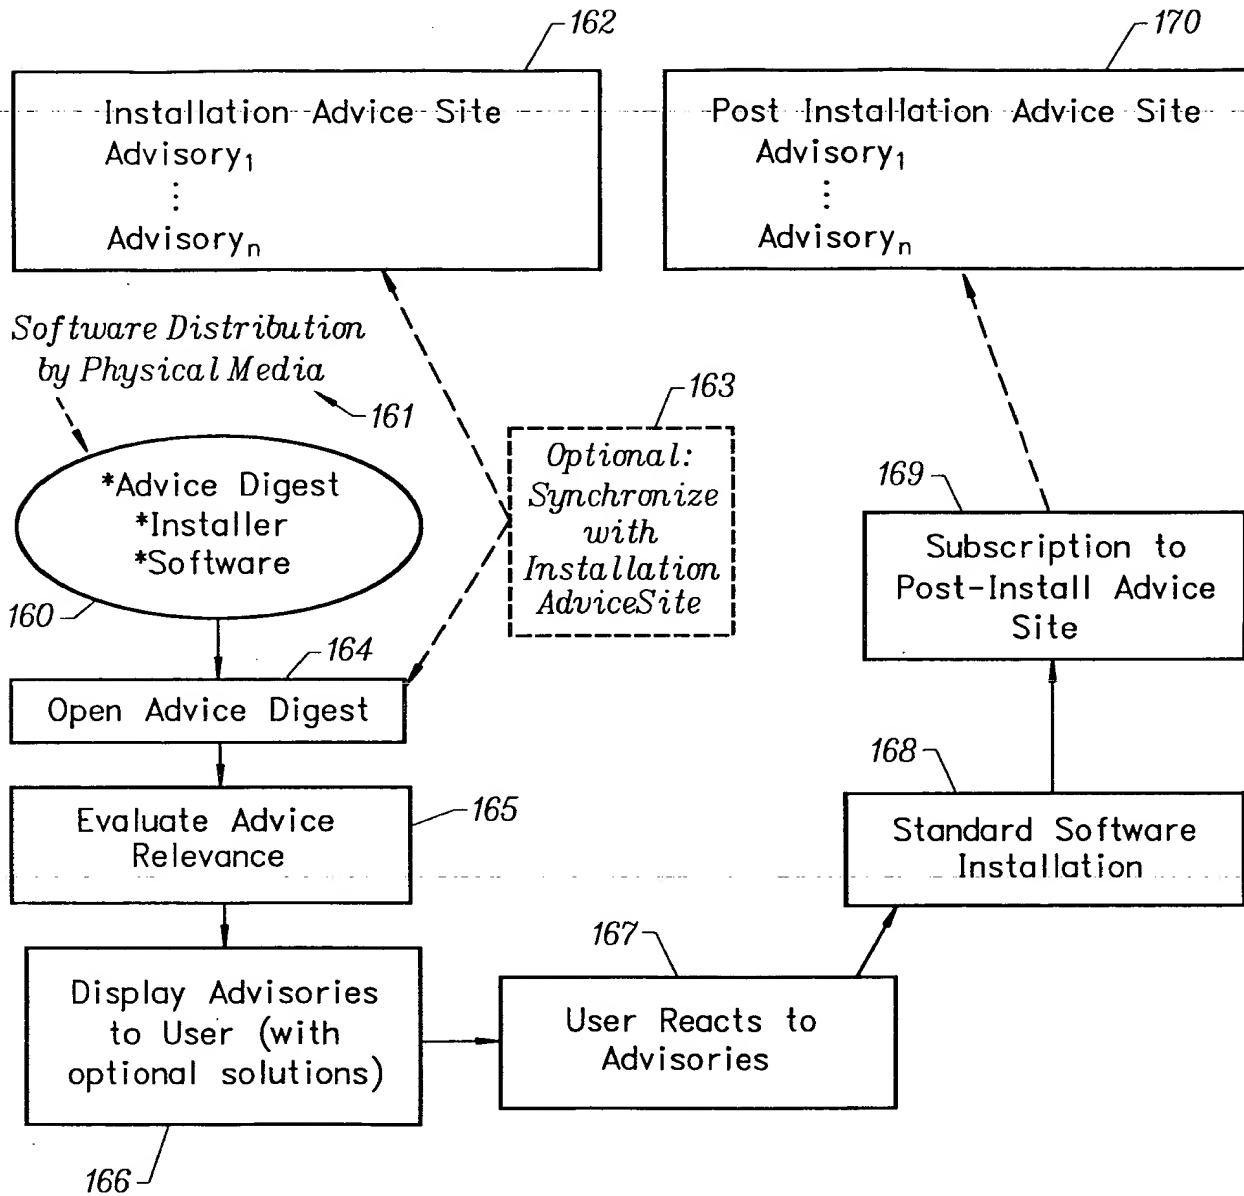 162
170
Installation Advice Site
Advisory1
Advisoryn
Post Installation Advice Site
Advisory1
Advisoryn
Software Distribution
by Physical Media
161
163
*Advice Digest
*Installer
*Software
160
Optional:
Synchronize
with
Installation
AdviceSite
169
Subscription to
Post-Install Advice
Site
164
Open Advice Digest
168
Evaluate Advice
Relevance
165
Standard Software
Installation
167
Display Advisories
to User (with
optional solutions)
User Reacts to
Advisories
166